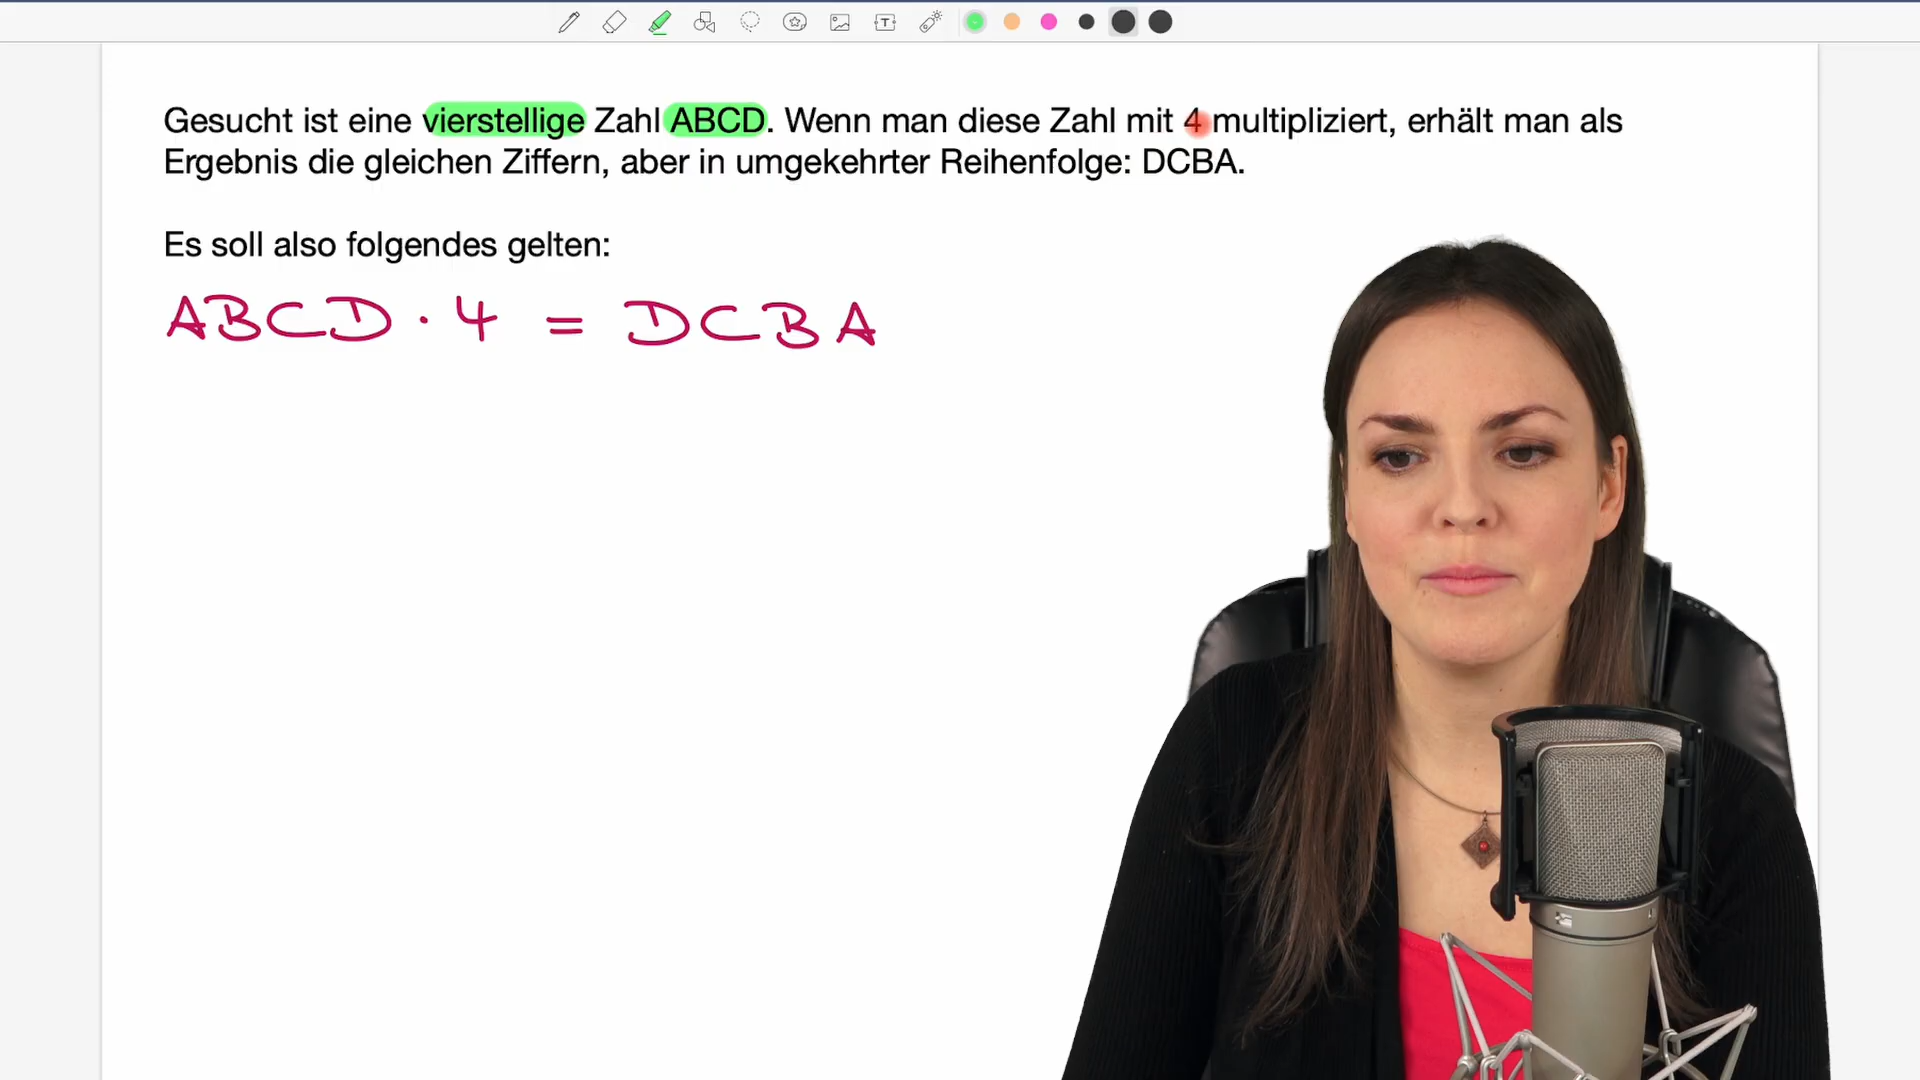 Gesucht ist eine vierstellige Zahl ABCD. Wenn man diese Zahl mit 4 multipliziert, erhält man als
Ergebnis die gleichen Ziffern, aber in umgekehrter Reihenfolge: DCBA.
Es soll also folgendes gelten:
ABCD · 4 = DCBA